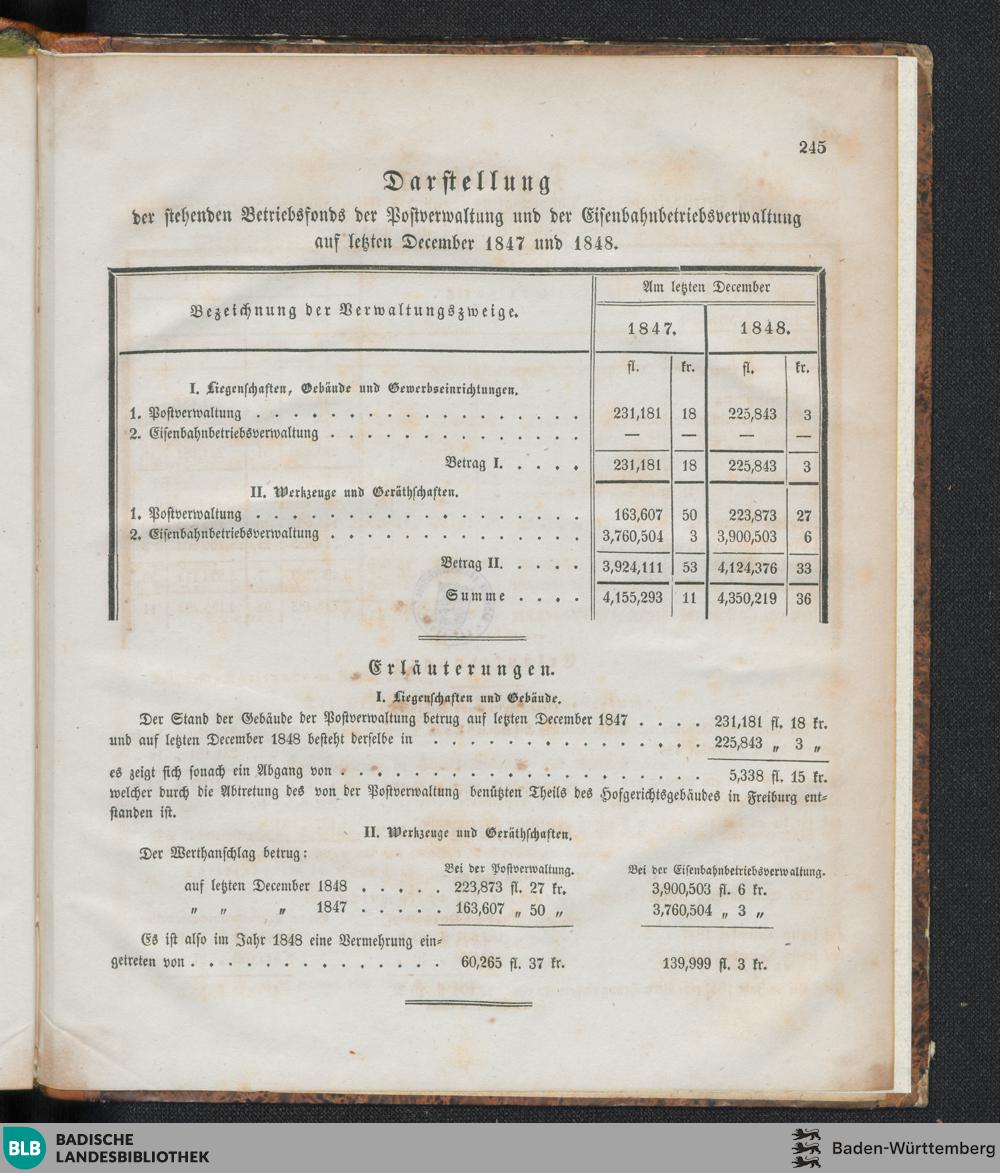 245
Darstellung
der stehenden Betriebsfonds der Postverwaltung und der Eisenbahnbetriebsverwaltung
auf letzten December 1847 und 1848.
Bezeichnung der Verwaltungszweige.
Am letzten December
1847. 1848.
fl. kr. fl. kr.
I. Liegenschaften, Gebäude und Gewerbseinrichtungen.
1. Postverwaltung . . . . . . . . . . . . . . . . . 231,181 18 225,843 3
2. Eisenbahnbetriebsverwaltung . . . . . . . . . . . . . — — — —
Betrag I. . . . . 231,181 18 225,843 3
II. Werkzeuge und Geräthschaften.
1. Postverwaltung . . . . . . . . . . . . . . . . . 163,607 50 223,873 27
2. Eisenbahnbetriebsverwaltung . . . . . . . . . . . . . 3,760,504 3 3,900,503 6
Betrag II. . . . . 3,924,111 53 4,124,376 33
Summe . . . . 4,155,293 11 4,350,219 36
Erläuterungen.
I. Liegenschaften und Gebäude.
Der Stand der Gebäude der Postverwaltung betrug auf letzten December 1847 . . . . 231,181 fl. 18 kr.
und auf letzten December 1848 besteht derselbe in . . . . . . . . . . . . . . . 225,843 „ 3 „
es zeigt sich sonach ein Abgang von . . . . . . . . . . . . . . . . . . . . 5,338 fl. 15 kr.
welcher durch die Abtretung des von der Postverwaltung benützten Theils des Hofgerichtsgebäudes in Freiburg ent=
standen ist.
II. Werkzeuge und Geräthschaften.
Der Werthanschlag betrug:
Bei der Postverwaltung. Bei der Eisenbahnbetriebsverwaltung.
auf letzten December 1848 . . . . . 223,873 fl. 27 kr. 3,900,503 fl. 6 kr.
„ „ „ 1847 . . . . . 163,607 „ 50 „ 3,760,504 „ 3 „
Es ist also im Jahr 1848 eine Vermehrung ein=
getreten von . . . . . . . . . . . . . . 60,265 fl. 37 kr. 139,999 fl. 3 kr.
BLB BADISCHE
LANDESBIBLIOTHEK
Baden-Württemberg